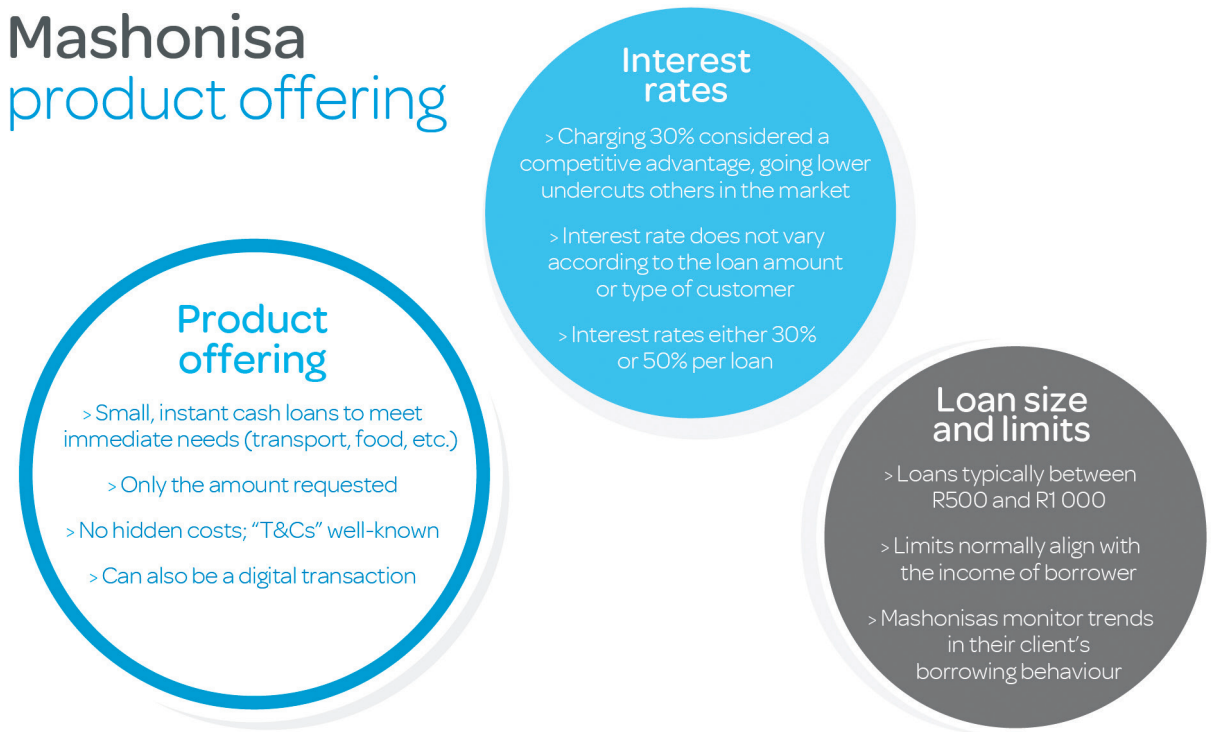 Mashonisa
product offering
Interest
rates
> Charging 30% considered a
competitive advantage, going lower
undercuts others in the market
> Interest rate does not vary
according to the loan amount
or type of customer
> Interest rates either 30%
or 50% per loan
Product
offering
> Small, instant cash loans to meet
immediate needs (transport, food, etc.)
> Only the amount requested
> No hidden costs; “T&Cs” well-known
> Can also be a digital transaction
Loan size
and limits
> Loans typically between
R500 and R1 000
> Limits normally align with
the income of borrower
> Mashonisas monitor trends
in their client’s
borrowing behaviour